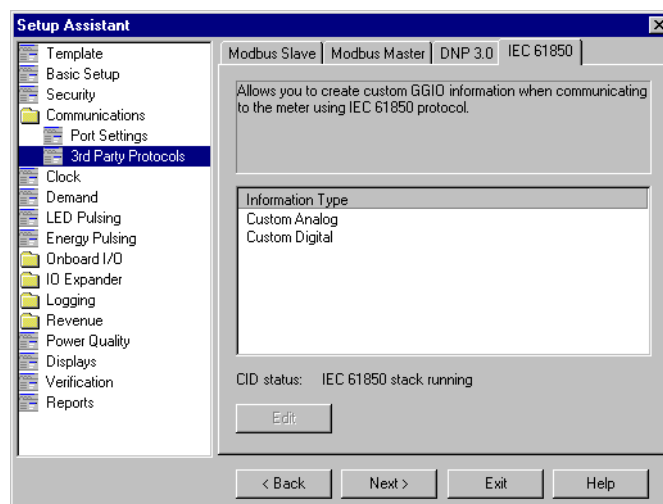 Setup Assistant
Template
Basic Setup
Security
Communications
Port Settings
3rd Party Protocols
Clock
Demand
LED Pulsing
Energy Pulsing
Onboard I/O
IO Expander
Logging
Revenue
Power Quality
Displays
Verification
Reports
Modbus Slave Modbus Master DNP 3.0 IEC 61850
Allows you to create custom GGIO information when communicating
to the meter using IEC 61850 protocol.
Information Type
Custom Analog
Custom Digital
CID status: IEC 61850 stack running
Edit
< Back Next > Exit Help